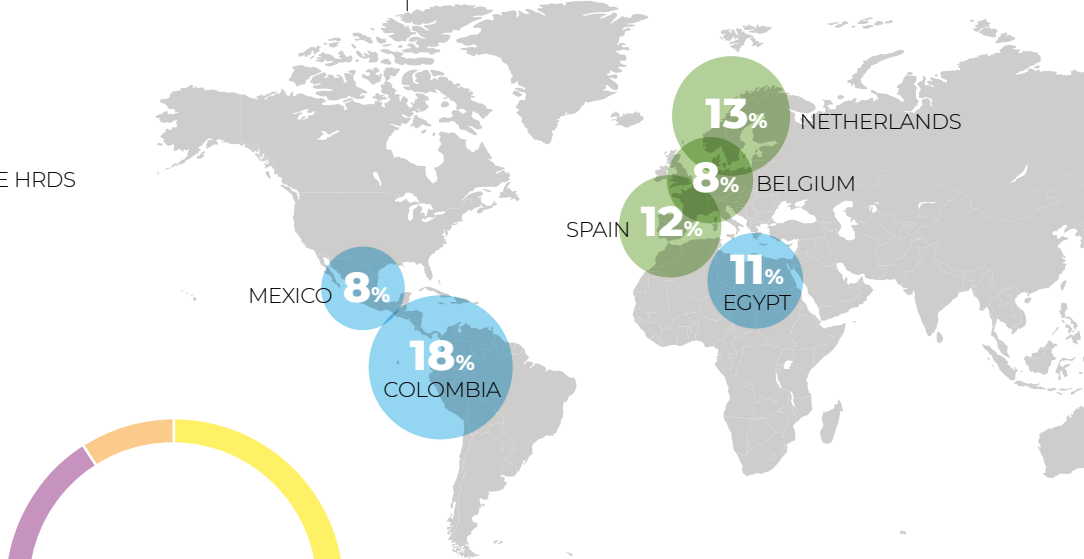 13%
NETHERLANDS
E HRDS
8%
BELGIUM
12%
SPAIN
11%
EGYPT
8%
MEXICO
18%
COLOMBIA